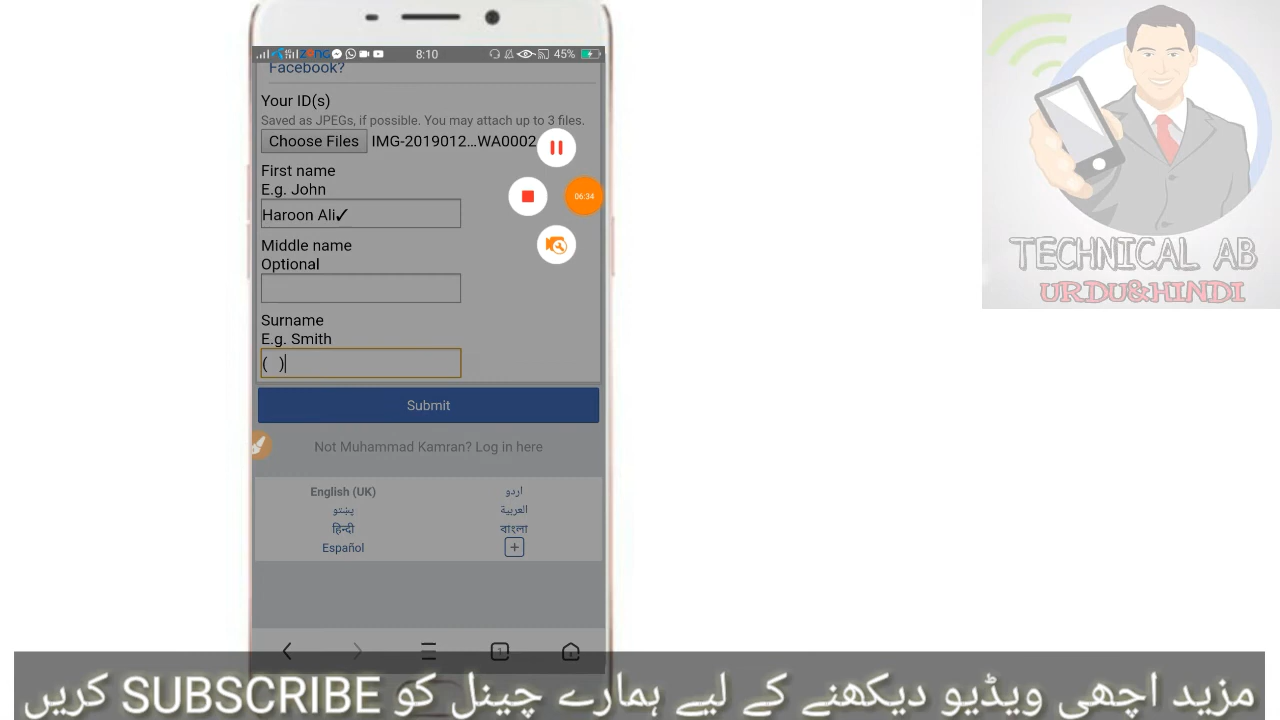 8:10
45%
Facebook?
Your ID(s)
Saved as JPEGs, if possible. You may attach up to 3 files.
Choose Files IMG-2019012...WA0002
06:34
First name
E.g. John
Haroon Ali✓
Middle name
Optional
Surname
E.g. Smith
( )
Submit
Not Muhammad Kamran? Log in here
English (UK) اردو
پښتو العربية
हिन्दी বাংলা
Español +
1
TECHNICAL AB
URDU&HINDI
مزید اچھی ویڈیو دیکھنے کے لیے ہمارے چینل کو SUBSCRIBE کریں